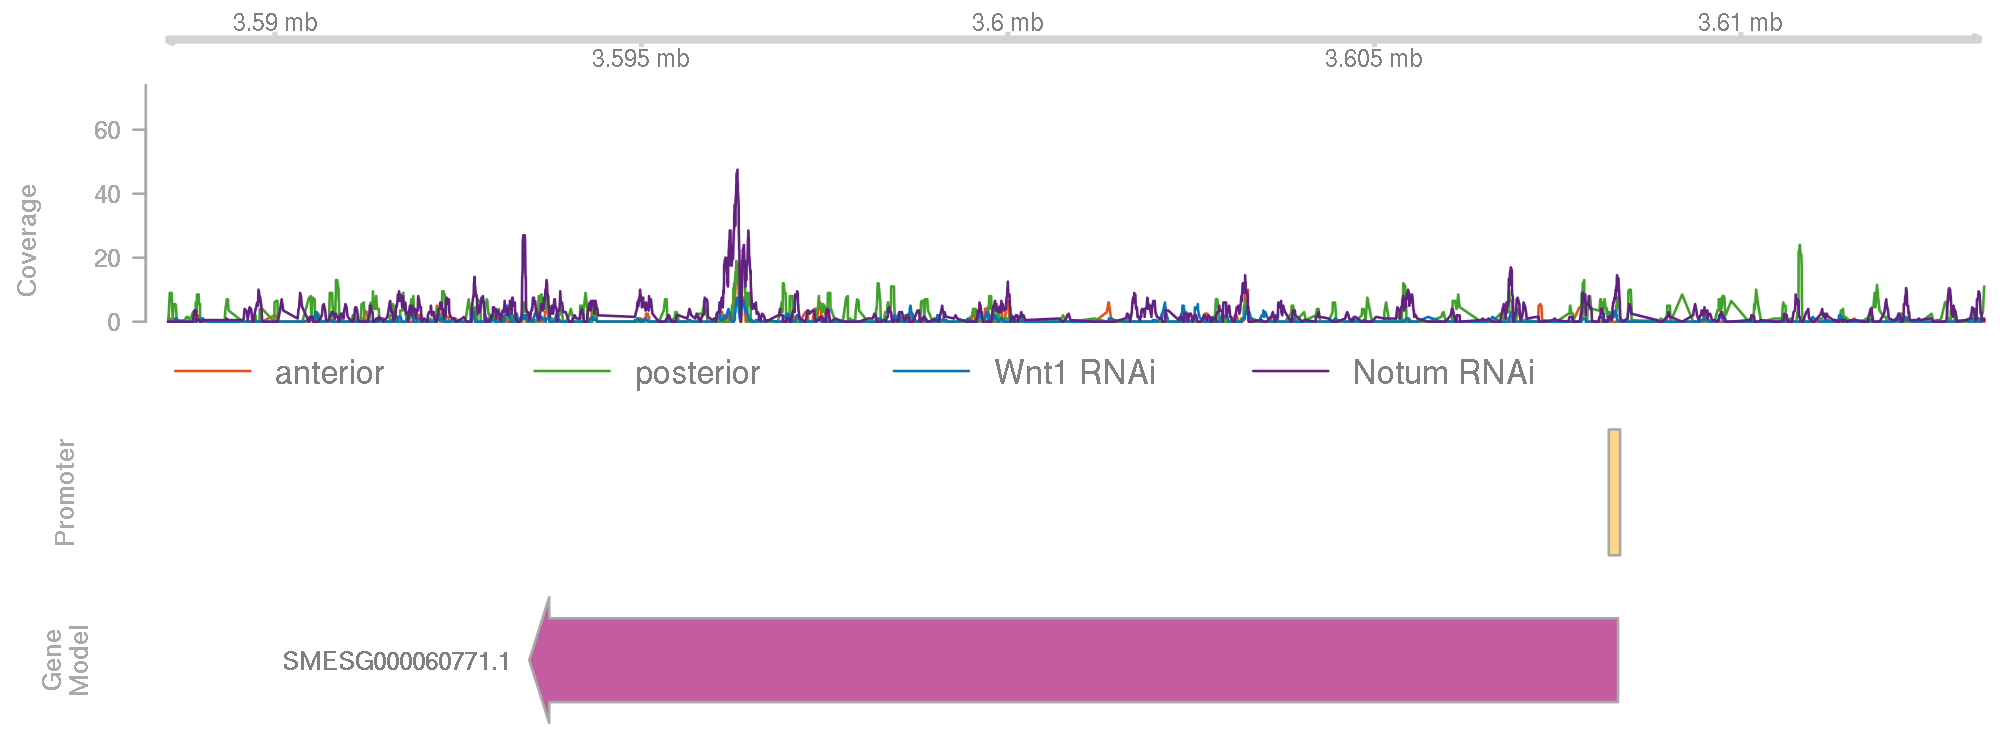 3.59 mb
3.6 mb
3.61 mb
3.595 mb
3.605 mb
Coverage
60
40
20
0
anterior
posterior
Wnt1 RNAi
Notum RNAi
Promoter
Gene
Model
SMESG000060771.1